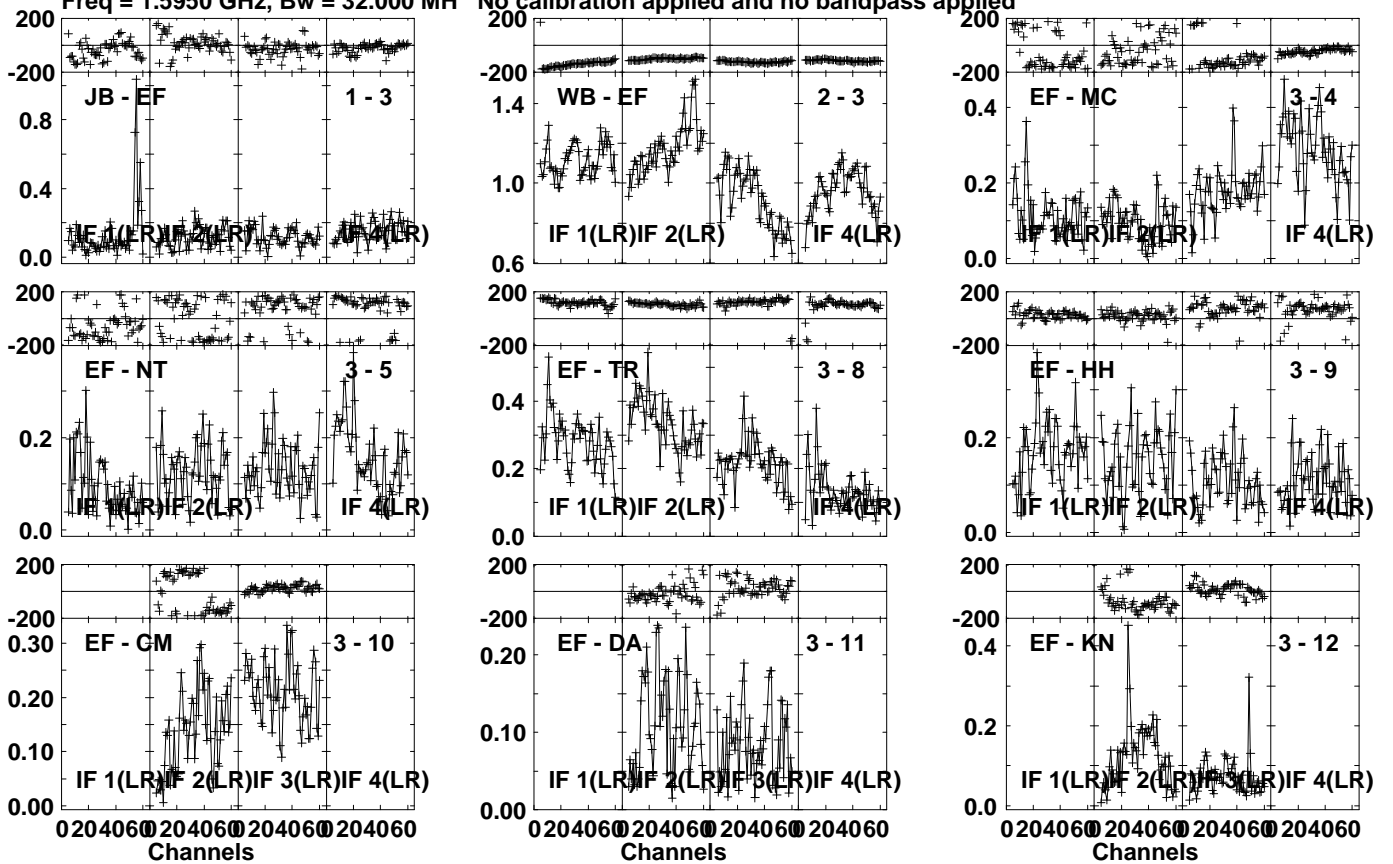 Freq = 1.5950 GHz, Bw = 32.000 MH No calibration applied and no bandpass applied
200
-200
JB - EF 1 - 3
0.8
0.4
0.0
IF 1(LR) IF 2(LR) IF 4(LR)
200
-200
WB - EF 2 - 3
1.4
1.0
0.6
IF 1(LR) IF 2(LR) IF 4(LR)
200
-200
EF - MC 3 - 4
0.4
0.2
0.0
IF 1(LR) IF 2(LR) IF 4(LR)
200
-200
EF - NT 3 - 5
0.2
0.0
IF 1(LR) IF 2(LR) IF 4(LR)
200
-200
EF - TR 3 - 8
0.4
0.2
0.0
IF 1(LR) IF 2(LR) IF 4(LR)
200
-200
EF - HH 3 - 9
0.2
0.0
IF 1(LR) IF 2(LR) IF 4(LR)
200
-200
EF - CM 3 - 10
0.30
0.20
0.10
0.00
IF 1(LR) IF 2(LR) IF 3(LR) IF 4(LR)
0 20 40 60 0 20 40 60 0 20 40 60 0 20 40 60
Channels
200
-200
EF - DA 3 - 11
0.20
0.10
0.00
IF 1(LR) IF 2(LR) IF 3(LR) IF 4(LR)
0 20 40 60 0 20 40 60 0 20 40 60 0 20 40 60
Channels
200
-200
EF - KN 3 - 12
0.4
0.2
0.0
IF 1(LR) IF 2(LR) IF 3(LR) IF 4(LR)
0 20 40 60 0 20 40 60 0 20 40 60 0 20 40 60
Channels